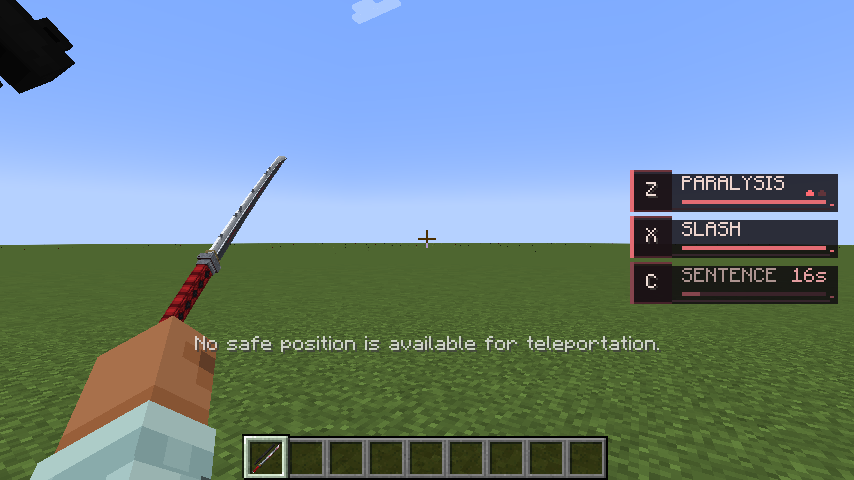 Z PARALYSIS
X SLASH
C SENTENCE 16s
No safe position is available for teleportation.